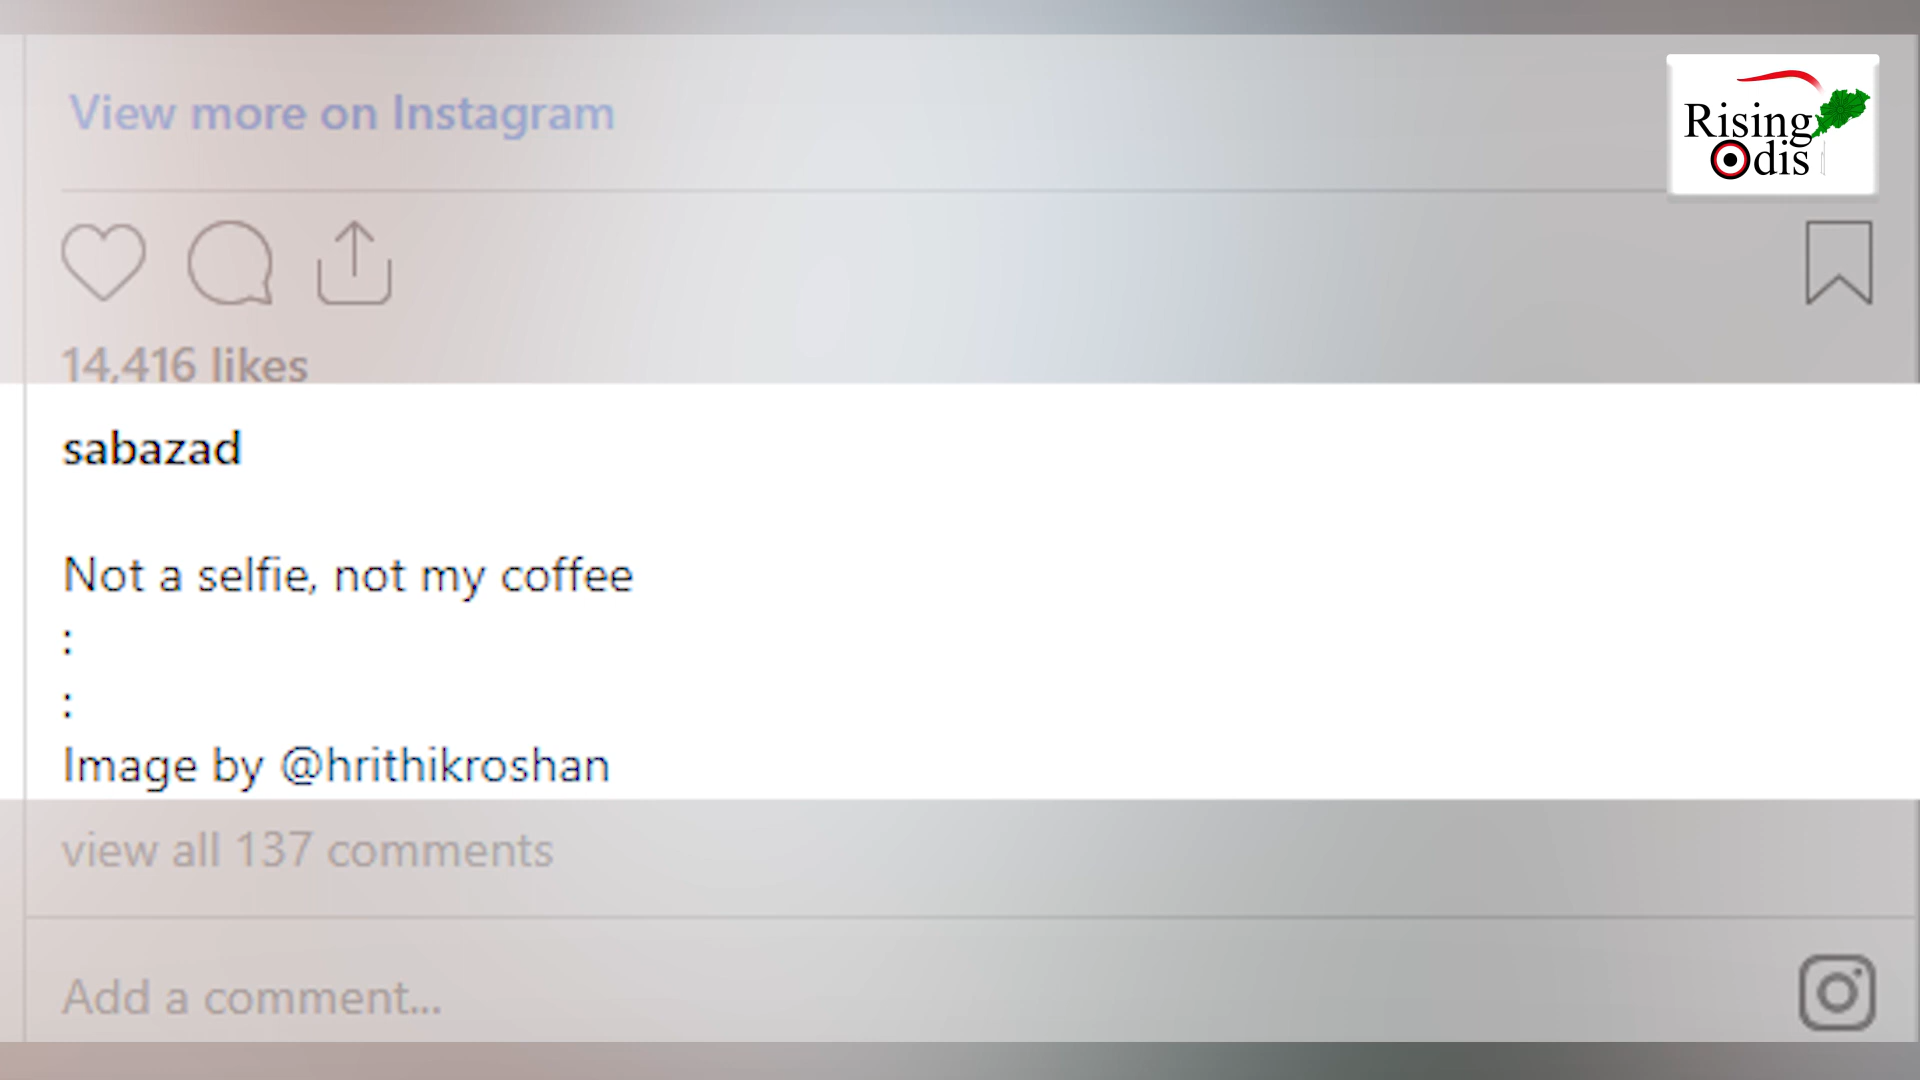 View more on Instagram
Rising
Odis
14,416 likes
sabazad
Not a selfie, not my coffee
:
:
Image by @hrithikroshan
view all 137 comments
Add a comment...